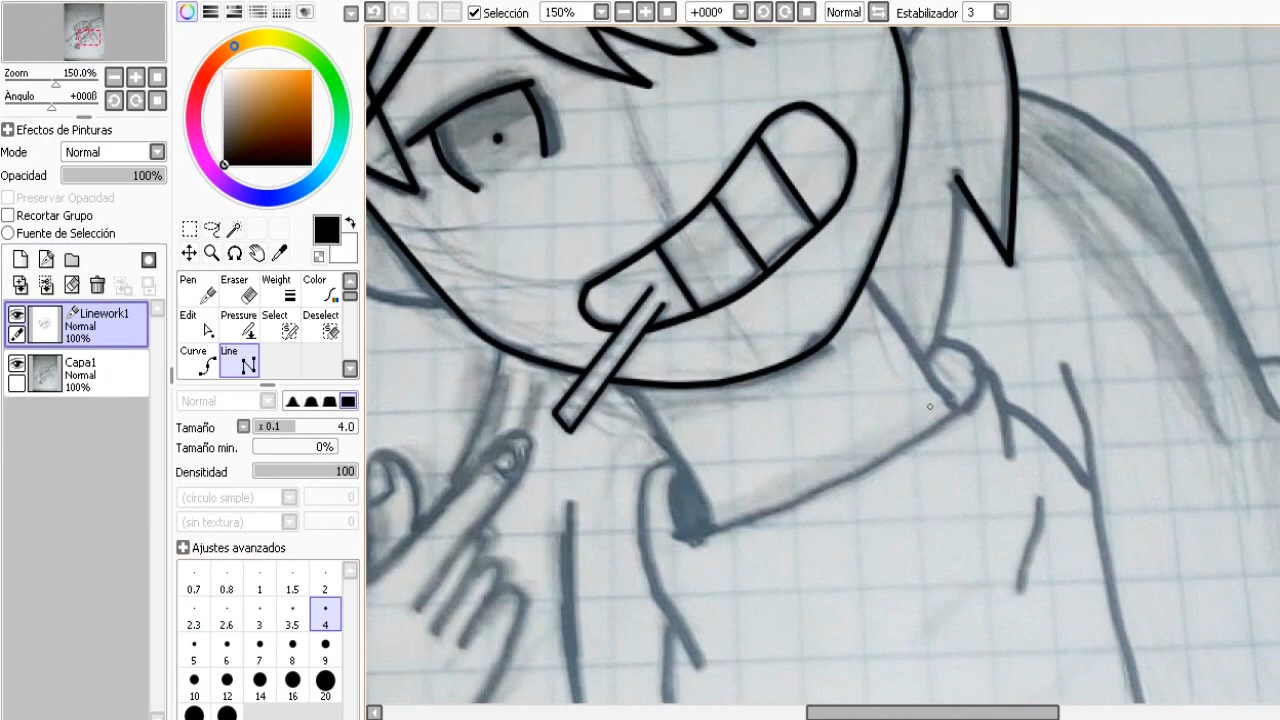 Selección 150% +000º Normal Estabilizador 3
Zoom 150.0%
Ángulo +000º
Efectos de Pinturas
Mode Normal
Opacidad 100%
Preservar Opacidad
Recortar Grupo
Fuente de Selección
Linework1
Normal
100%
Capa1
Normal
100%
Pen Eraser Weight Color
Edit Pressure Select Deselect
Curve Line
Normal
Tamaño x 0.1 4.0
Tamaño min. 0%
Densitidad 100
(circulo simple) 0
(sin textura) 0
Ajustes avanzados
0.7 0.8 1 1.5 2
2.3 2.6 3 3.5 4
5 6 7 8 9
10 12 14 16 20